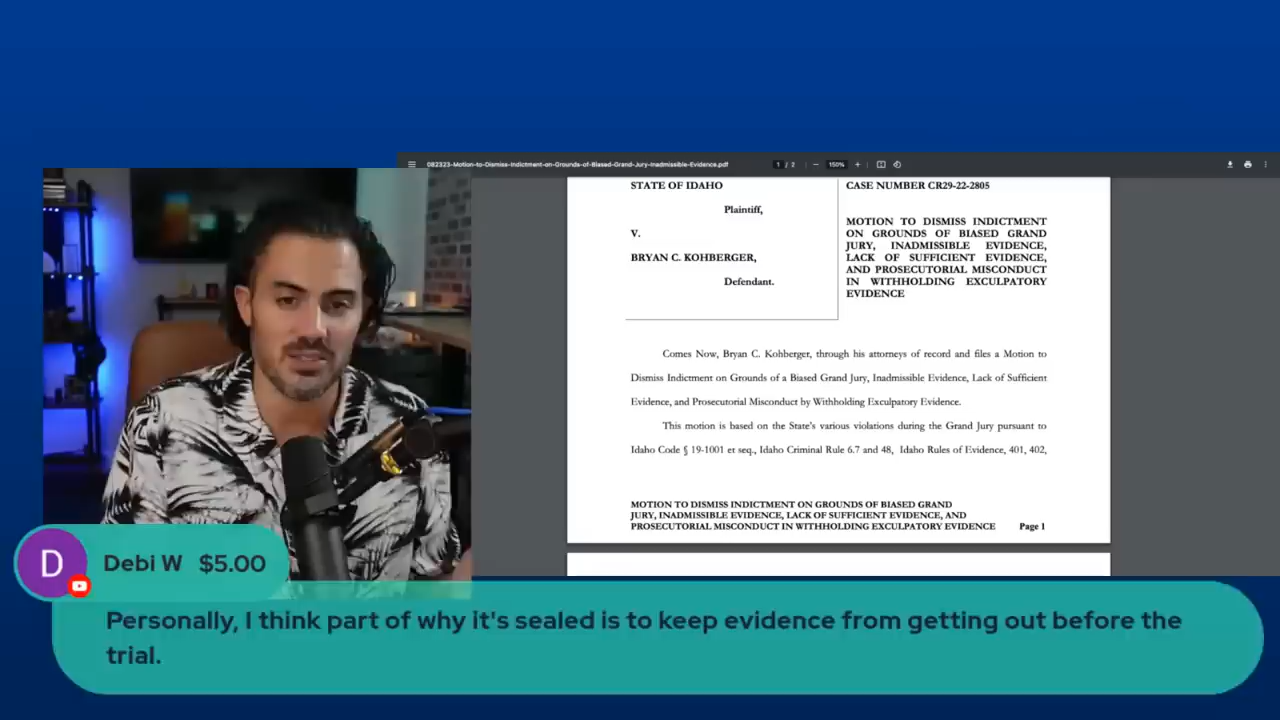 082323-Motion-to-Dismiss-Indictment-on-Grounds-of-Biased-Grand-Jury-Inadmissible-Evidence.pdf
1 / 2
150%
STATE OF IDAHO
Plaintiff,
V.
BRYAN C. KOHBERGER,
Defendant.
CASE NUMBER CR29-22-2805
MOTION TO DISMISS INDICTMENT
ON GROUNDS OF BIASED GRAND
JURY, INADMISSIBLE EVIDENCE,
LACK OF SUFFICIENT EVIDENCE,
AND PROSECUTORIAL MISCONDUCT
IN WITHHOLDING EXCULPATORY
EVIDENCE
Comes Now, Bryan C. Kohberger, through his attorneys of record and files a Motion to
Dismiss Indictment on Grounds of a Biased Grand Jury, Inadmissible Evidence, Lack of Sufficient
Evidence, and Prosecutorial Misconduct by Withholding Exculpatory Evidence.
This motion is based on the State's various violations during the Grand Jury pursuant to
Idaho Code § 19-1001 et seq., Idaho Criminal Rule 6.7 and 48, Idaho Rules of Evidence, 401, 402,
MOTION TO DISMISS INDICTMENT ON GROUNDS OF BIASED GRAND
JURY, INADMISSIBLE EVIDENCE, LACK OF SUFFICIENT EVIDENCE, AND
PROSECUTORIAL MISCONDUCT IN WITHHOLDING EXCULPATORY EVIDENCE Page 1
D
Debi W $5.00
Personally, I think part of why it's sealed is to keep evidence from getting out before the
trial.